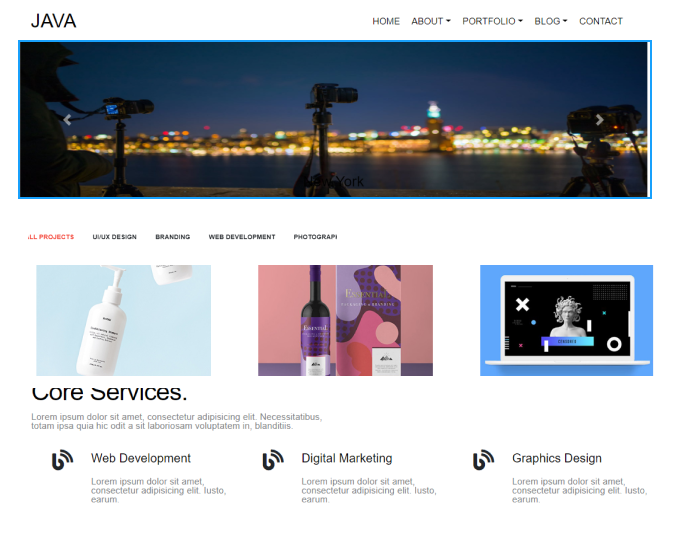 JAVA
HOME ABOUT PORTFOLIO BLOG CONTACT
York
LL PROJECTS UI/UX DESIGN BRANDING WEB DEVELOPMENT PHOTOGRAPI
ESSENTIAL
ESSENTIAL
Core Services.
Lorem ipsum dolor sit amet, consectetur adipisicing elit. Necessitatibus,
totam ipsa quia hic odit a sit laboriosam voluptatem in, blanditiis.
Web Development
Lorem ipsum dolor sit amet,
consectetur adipisicing elit. Iusto,
earum.
Digital Marketing
Lorem ipsum dolor sit amet,
consectetur adipisicing elit. Iusto,
earum.
Graphics Design
Lorem ipsum dolor sit amet,
consectetur adipisicing elit. Iusto,
earum.